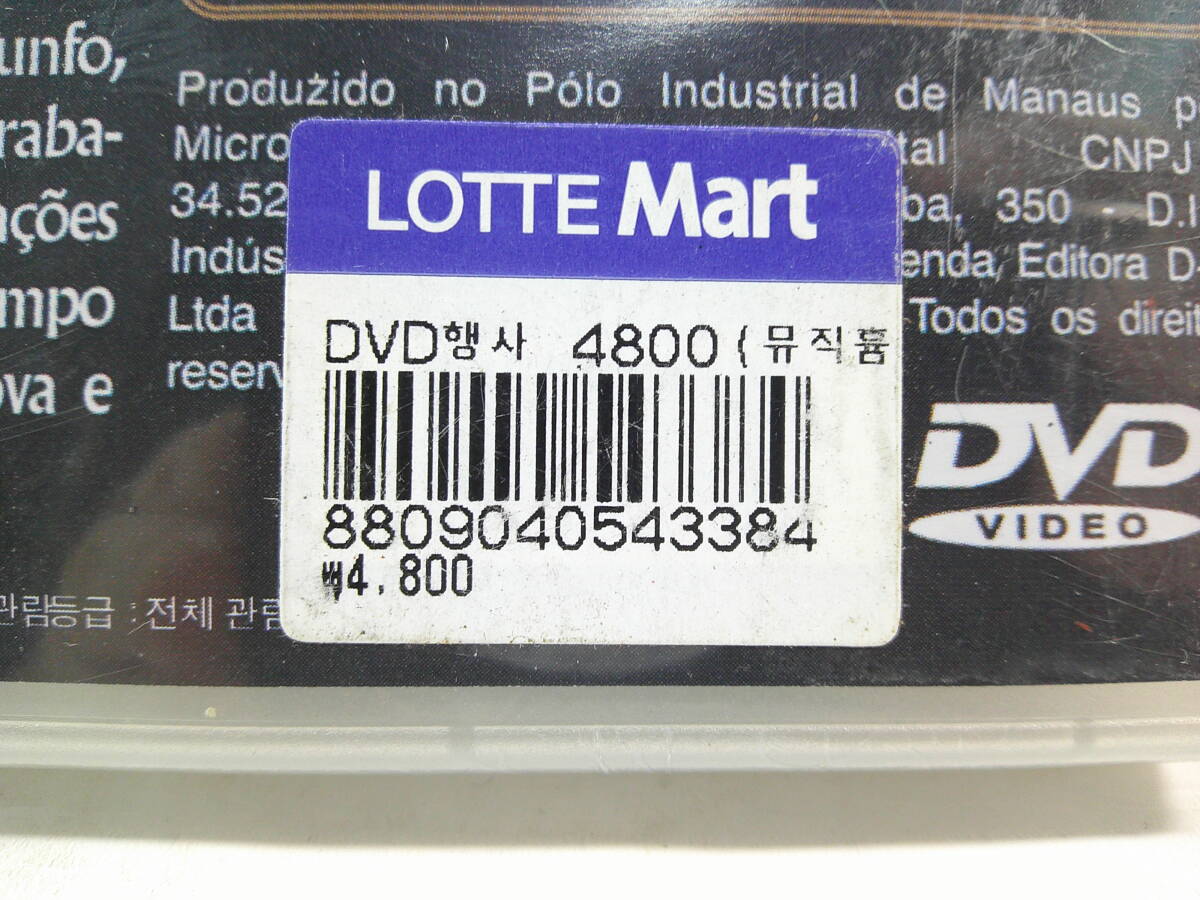 unfo,
raba-
ações
mpo
ova e
Produzido no Pólo Industrial de Manaus p
Micro tal CNPJ
34.52 ba, 350 - D.I
Indús enda, Editora D
Ltda Todos os direi
reserv
LOTTE Mart
DVD행사 4800(뮤직흠
8809040543384
₩4,800
DVD
VIDEO
관람등급 : 전체 관람